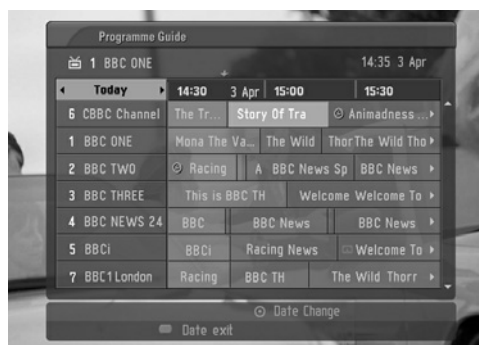 Programme Guide
1 BBC ONE 14:35 3 Apr
Today 14:30 3 Apr 15:00 15:30
6 CBBC Channel The Tr... Story Of Tra Animadness ...
1 BBC ONE Mona The Va... The Wild ThorThe Wild Tho
2 BBC TWO Racing A BBC News Sp BBC News
3 BBC THREE This is BBC TH Welcome Welcome To
4 BBC NEWS 24 BBC BBC News BBC News
5 BBCi BBCi Racing News Welcome To
7 BBC1London Racing BBC TH The Wild Thorr
Date Change
Date exit